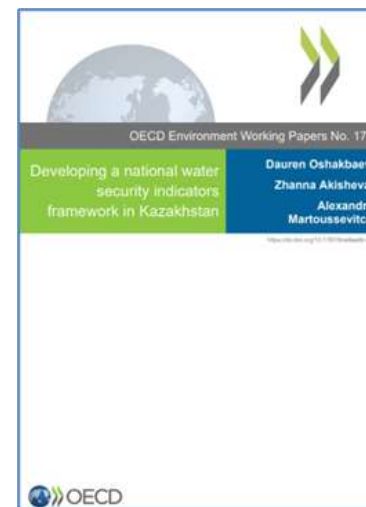 OECD Environment Working Papers No. 17
Developing a national water
security indicators
framework in Kazakhstan
Dauren Oshakbaev
Zhanna Akisheva
Alexandr
Martoussevitc
OECD